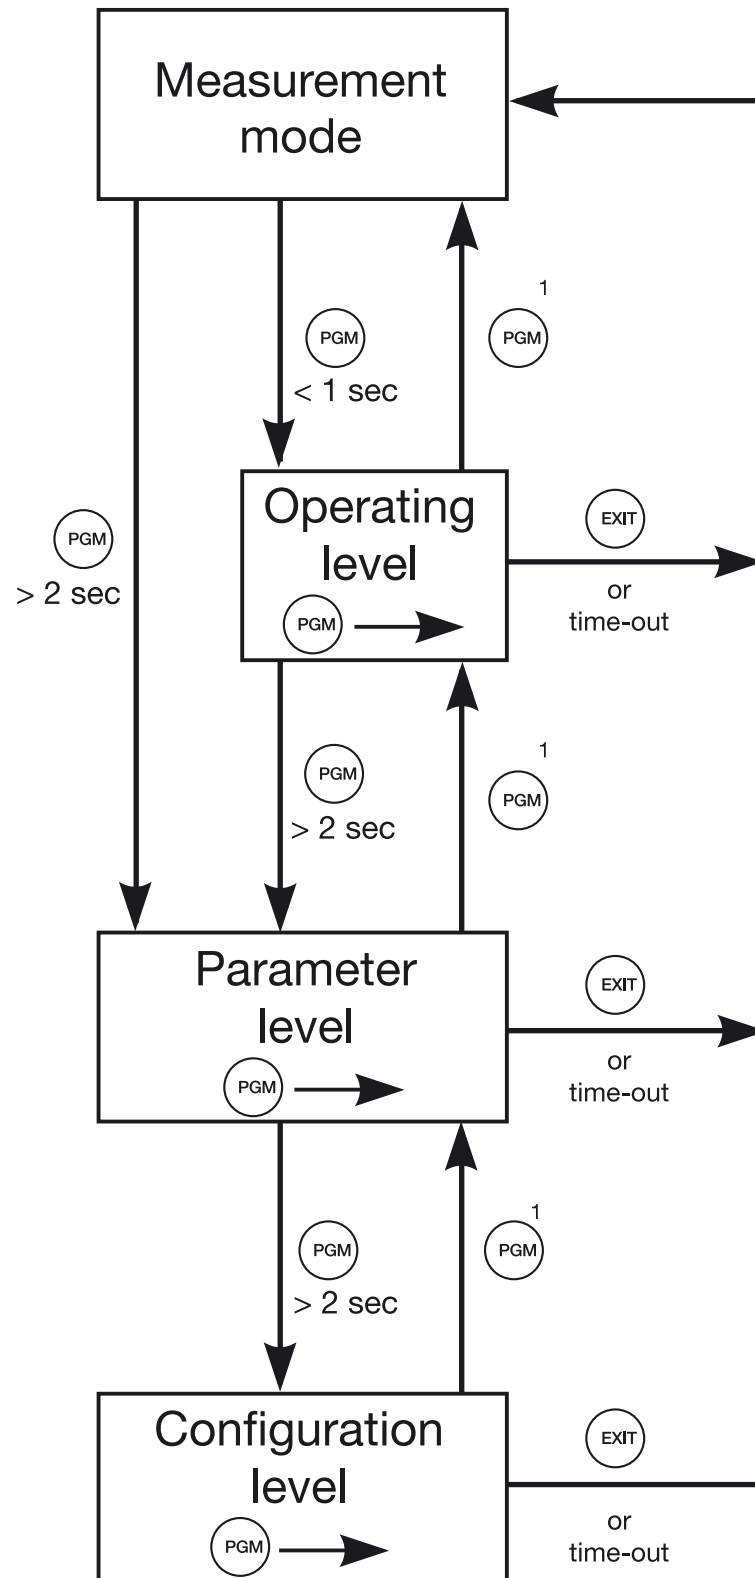 Measurement
mode
1
PGM
PGM
< 1 sec
Operating
level
PGM
EXIT
PGM
> 2 sec
or
time-out
1
PGM
PGM
> 2 sec
Parameter
level
EXIT
PGM
or
time-out
1
PGM
PGM
> 2 sec
Configuration
level
EXIT
PGM
or
time-out